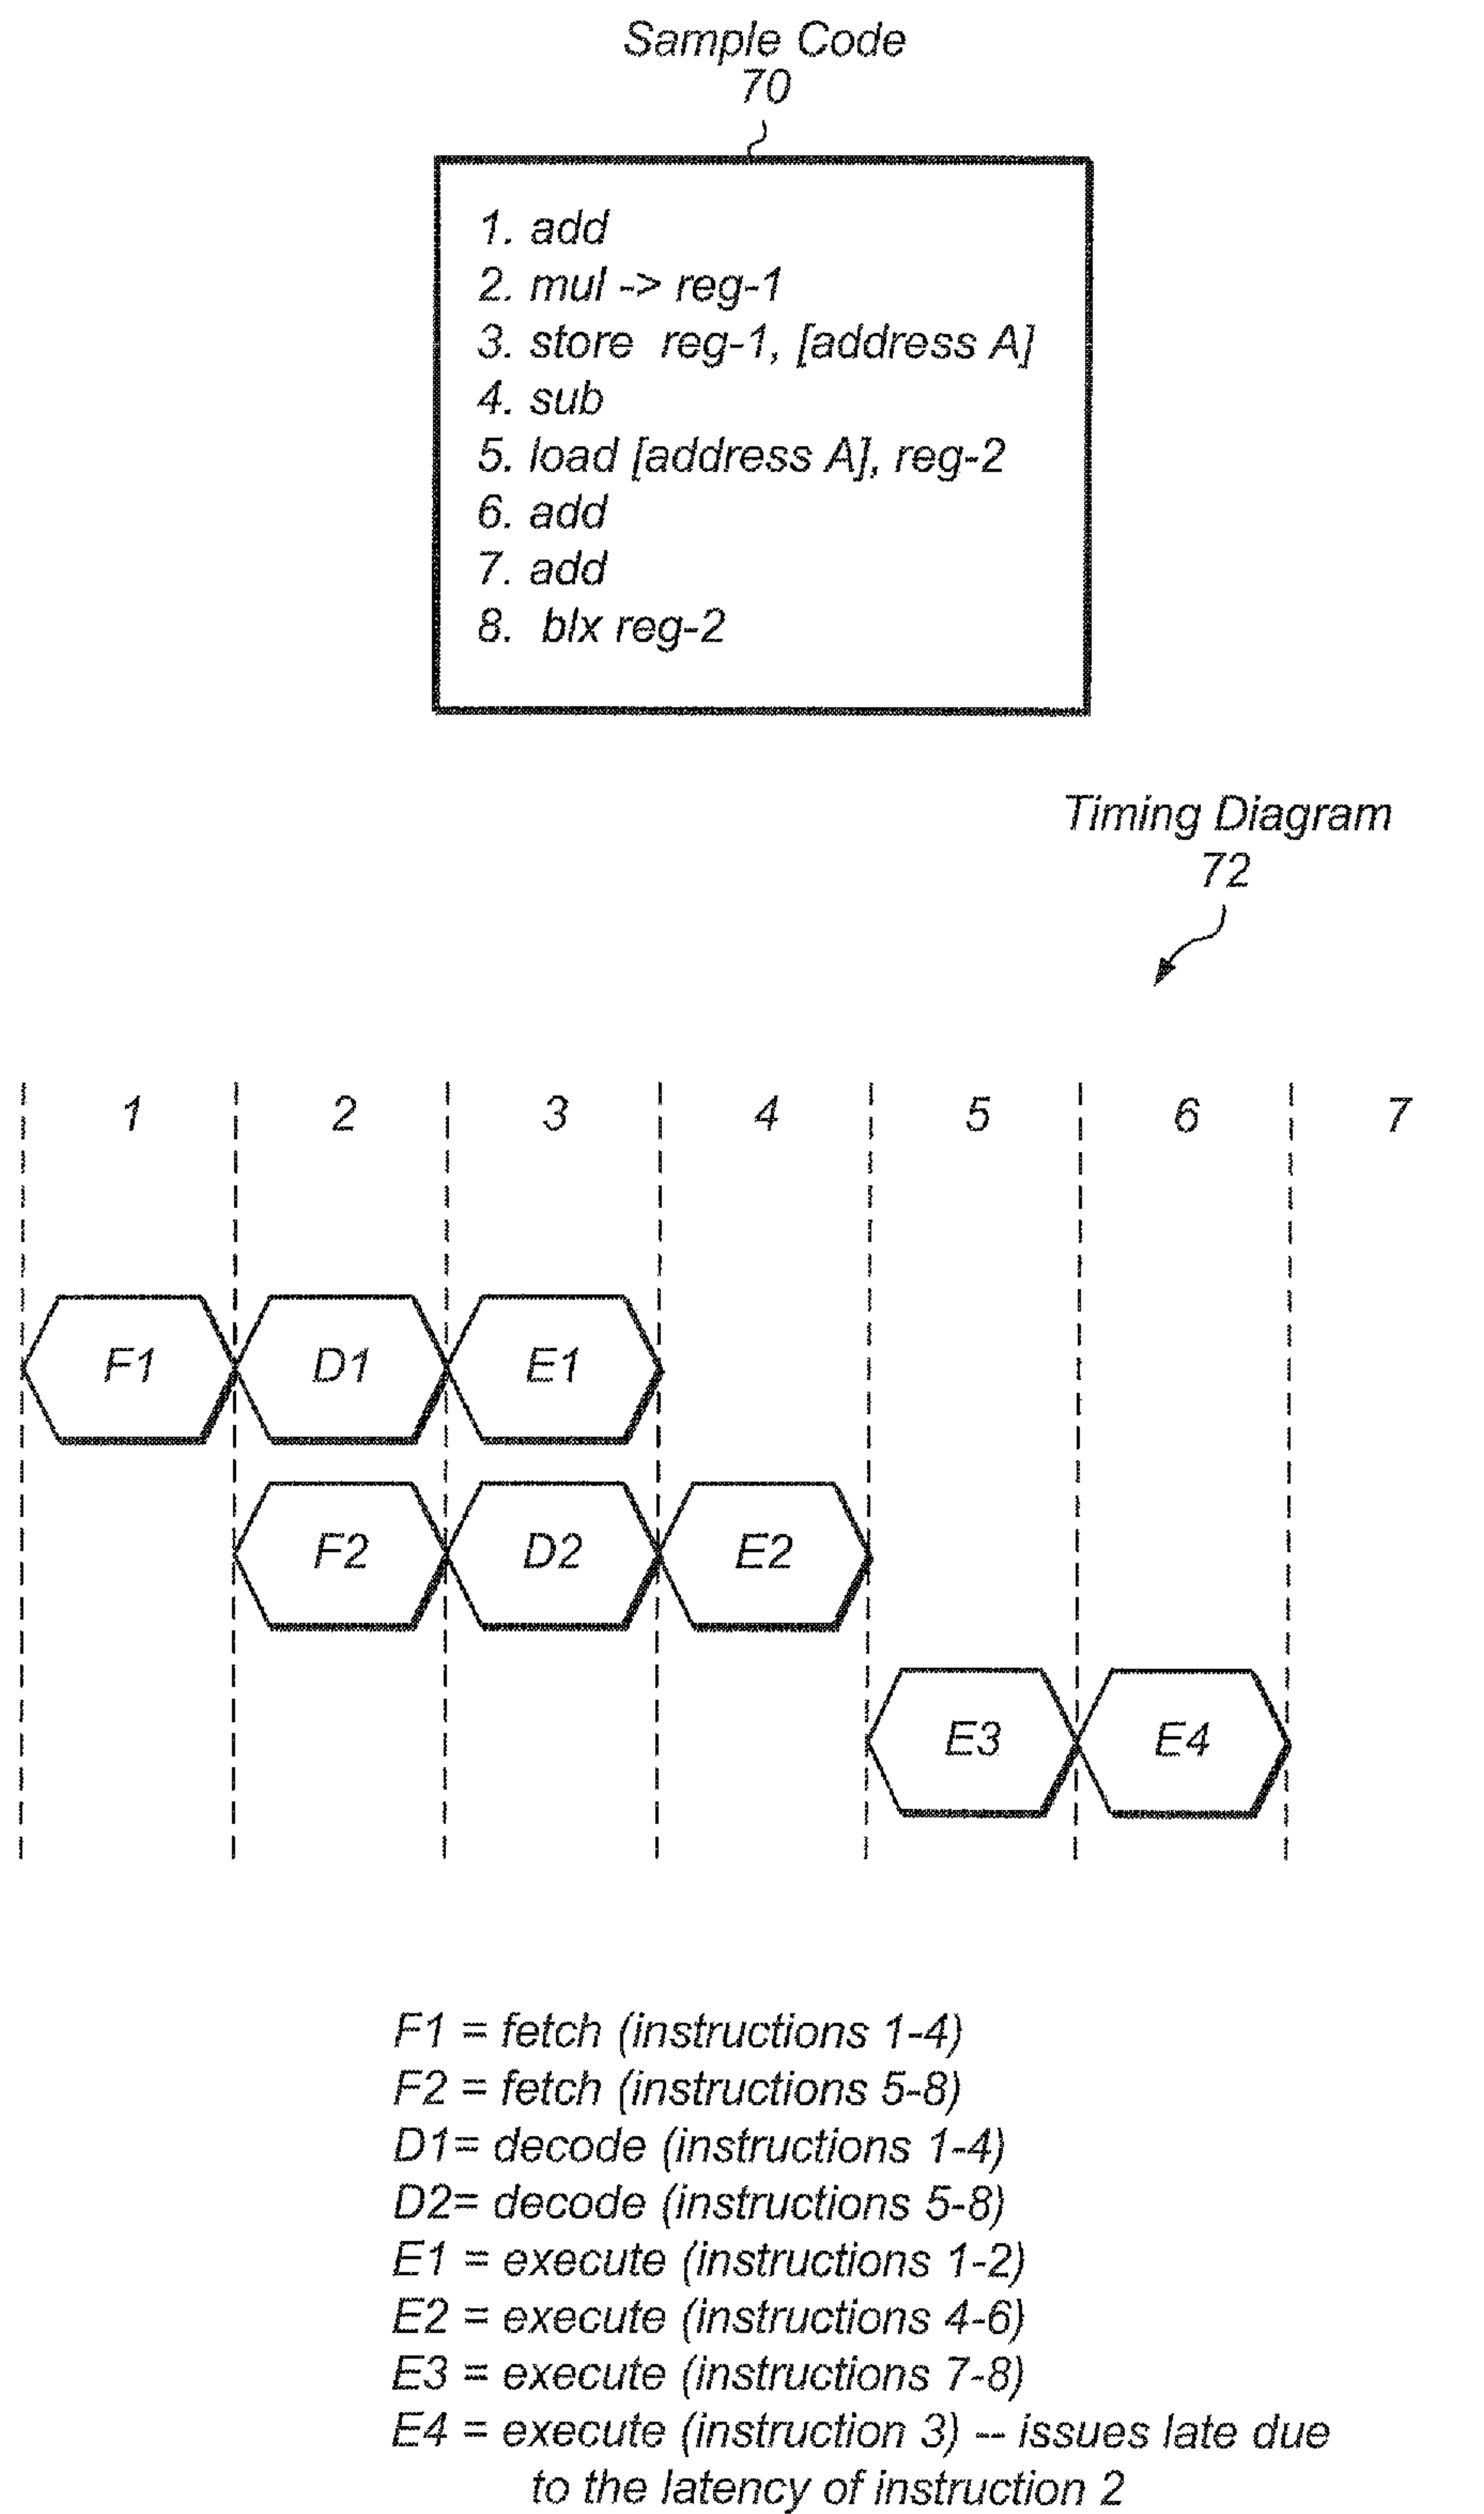 Sample Code
70
1. add
2. mul -> reg-1
3. store reg-1, [address A]
4. sub
5. load [address A], reg-2
6. add
7. add
8. blx reg-2
Timing Diagram
72
1 2 3 4 5 6 7
F1 D1 E1
F2 D2 E2
E3 E4
F1 = fetch (instructions 1-4)
F2 = fetch (instructions 5-8)
D1= decode (instructions 1-4)
D2= decode (instructions 5-8)
E1 = execute (instructions 1-2)
E2 = execute (instructions 4-6)
E3 = execute (instructions 7-8)
E4 = execute (instruction 3) -- issues late due
to the latency of instruction 2